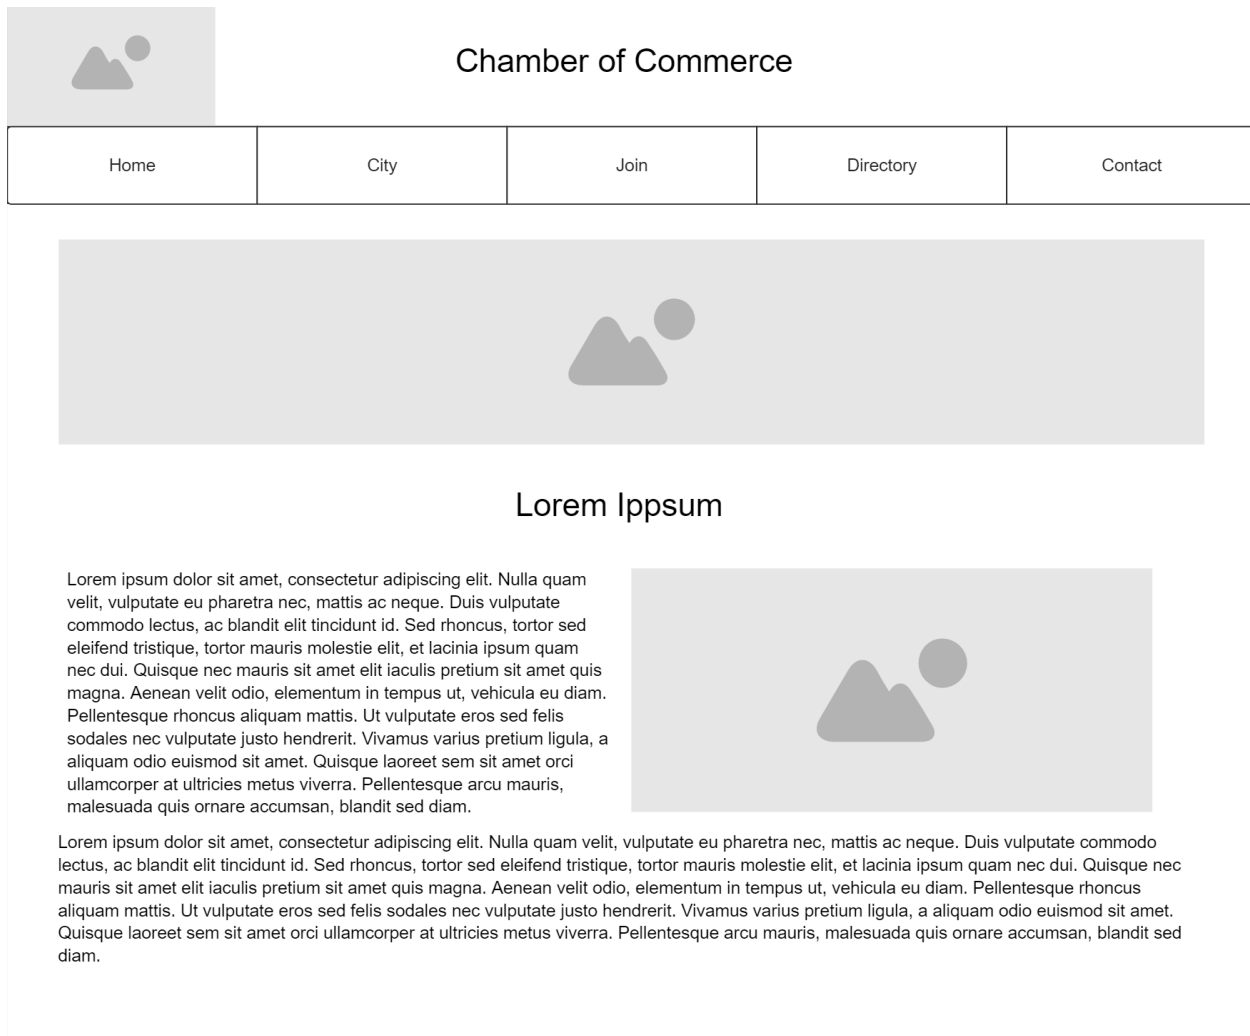 Chamber of Commerce
Home
City
Join
Directory
Contact
Lorem Ippsum
Lorem ipsum dolor sit amet, consectetur adipiscing elit. Nulla quam
velit, vulputate eu pharetra nec, mattis ac neque. Duis vulputate
commodo lectus, ac blandit elit tincidunt id. Sed rhoncus, tortor sed
eleifend tristique, tortor mauris molestie elit, et lacinia ipsum quam
nec dui. Quisque nec mauris sit amet elit iaculis pretium sit amet quis
magna. Aenean velit odio, elementum in tempus ut, vehicula eu diam.
Pellentesque rhoncus aliquam mattis. Ut vulputate eros sed felis
sodales nec vulputate justo hendrerit. Vivamus varius pretium ligula, a
aliquam odio euismod sit amet. Quisque laoreet sem sit amet orci
ullamcorper at ultricies metus viverra. Pellentesque arcu mauris,
malesuada quis ornare accumsan, blandit sed diam.
Lorem ipsum dolor sit amet, consectetur adipiscing elit. Nulla quam velit, vulputate eu pharetra nec, mattis ac neque. Duis vulputate commodo
lectus, ac blandit elit tincidunt id. Sed rhoncus, tortor sed eleifend tristique, tortor mauris molestie elit, et lacinia ipsum quam nec dui. Quisque nec
mauris sit amet elit iaculis pretium sit amet quis magna. Aenean velit odio, elementum in tempus ut, vehicula eu diam. Pellentesque rhoncus
aliquam mattis. Ut vulputate eros sed felis sodales nec vulputate justo hendrerit. Vivamus varius pretium ligula, a aliquam odio euismod sit amet.
Quisque laoreet sem sit amet orci ullamcorper at ultricies metus viverra. Pellentesque arcu mauris, malesuada quis ornare accumsan, blandit sed
diam.